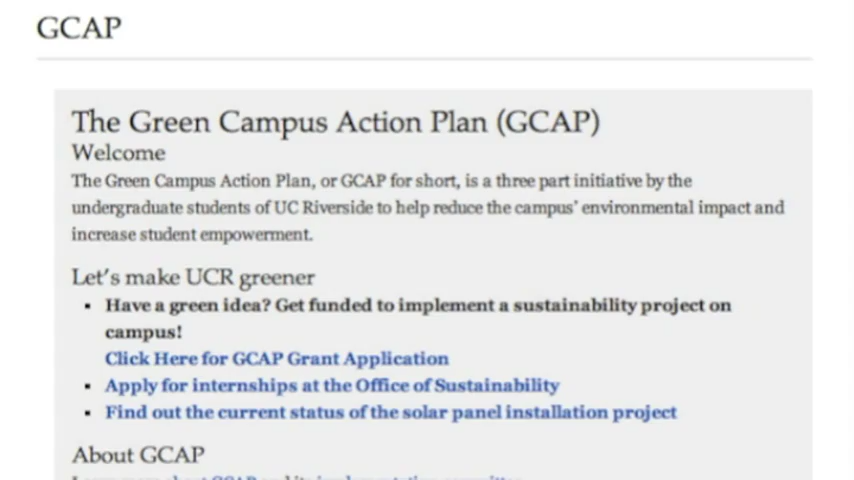 GCAP
The Green Campus Action Plan (GCAP)
Welcome
The Green Campus Action Plan, or GCAP for short, is a three part initiative by the
undergraduate students of UC Riverside to help reduce the campus' environmental impact and
increase student empowerment.
Let's make UCR greener
▪ Have a green idea? Get funded to implement a sustainability project on
campus!
Click Here for GCAP Grant Application
▪ Apply for internships at the Office of Sustainability
▪ Find out the current status of the solar panel installation project
About GCAP